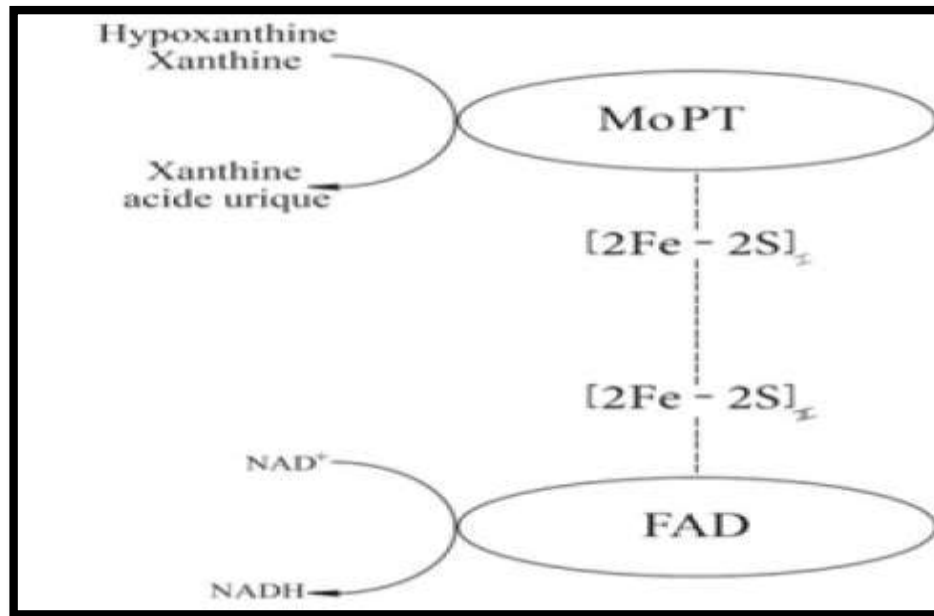 Hypoxanthine
Xanthine
MoPT
Xanthine
acide urique
[2Fe - 2S]I
[2Fe - 2S]
NAD+
FAD
NADH